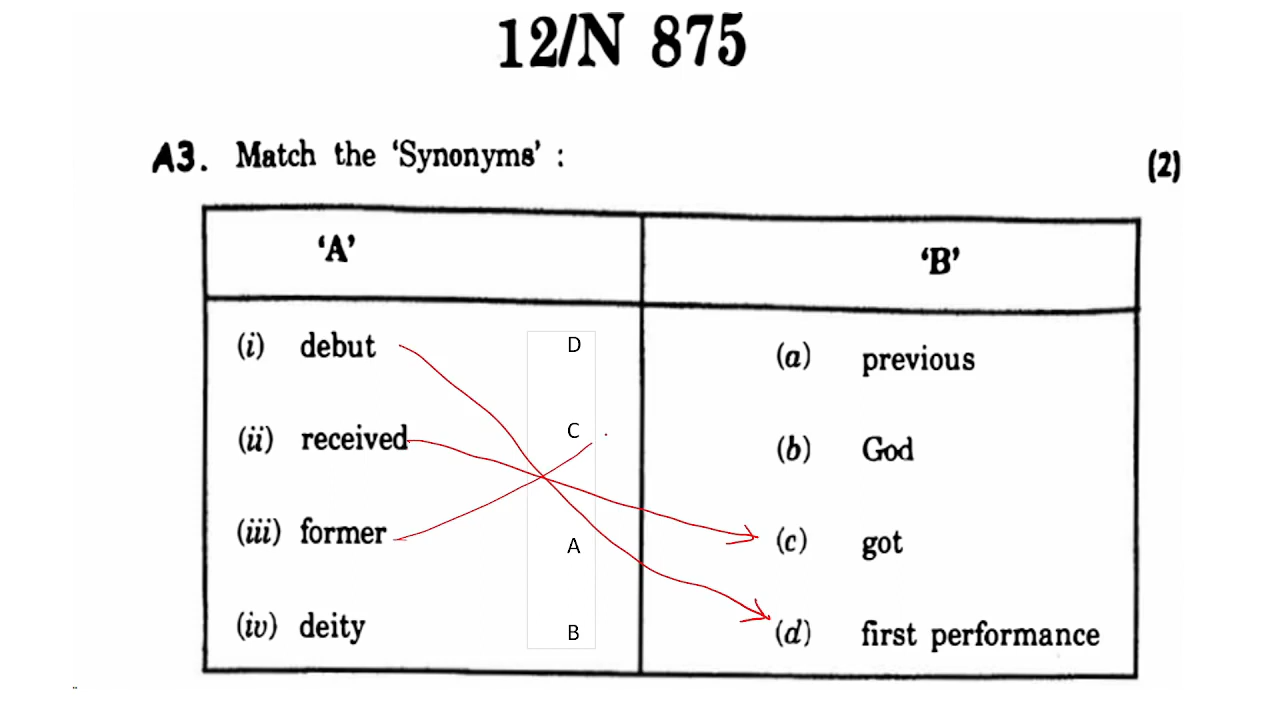 12/N 875
A3. Match the ‘Synonyms’ : (2)
‘A’ ‘B’
(i) debut D (a) previous
(ii) received C (b) God
(iii) former A (c) got
(iv) deity B (d) first performance